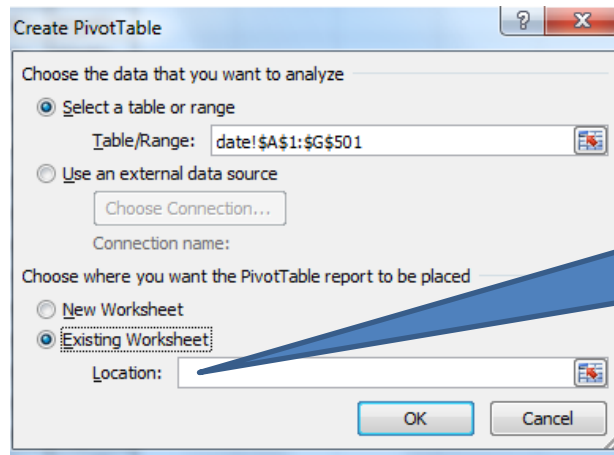 Create PivotTable
Choose the data that you want to analyze
Select a table or range
Table/Range: date!$A$1:$G$501
Use an external data source
Choose Connection...
Connection name:
Choose where you want the PivotTable report to be placed
New Worksheet
Existing Worksheet
Location:
OK Cancel